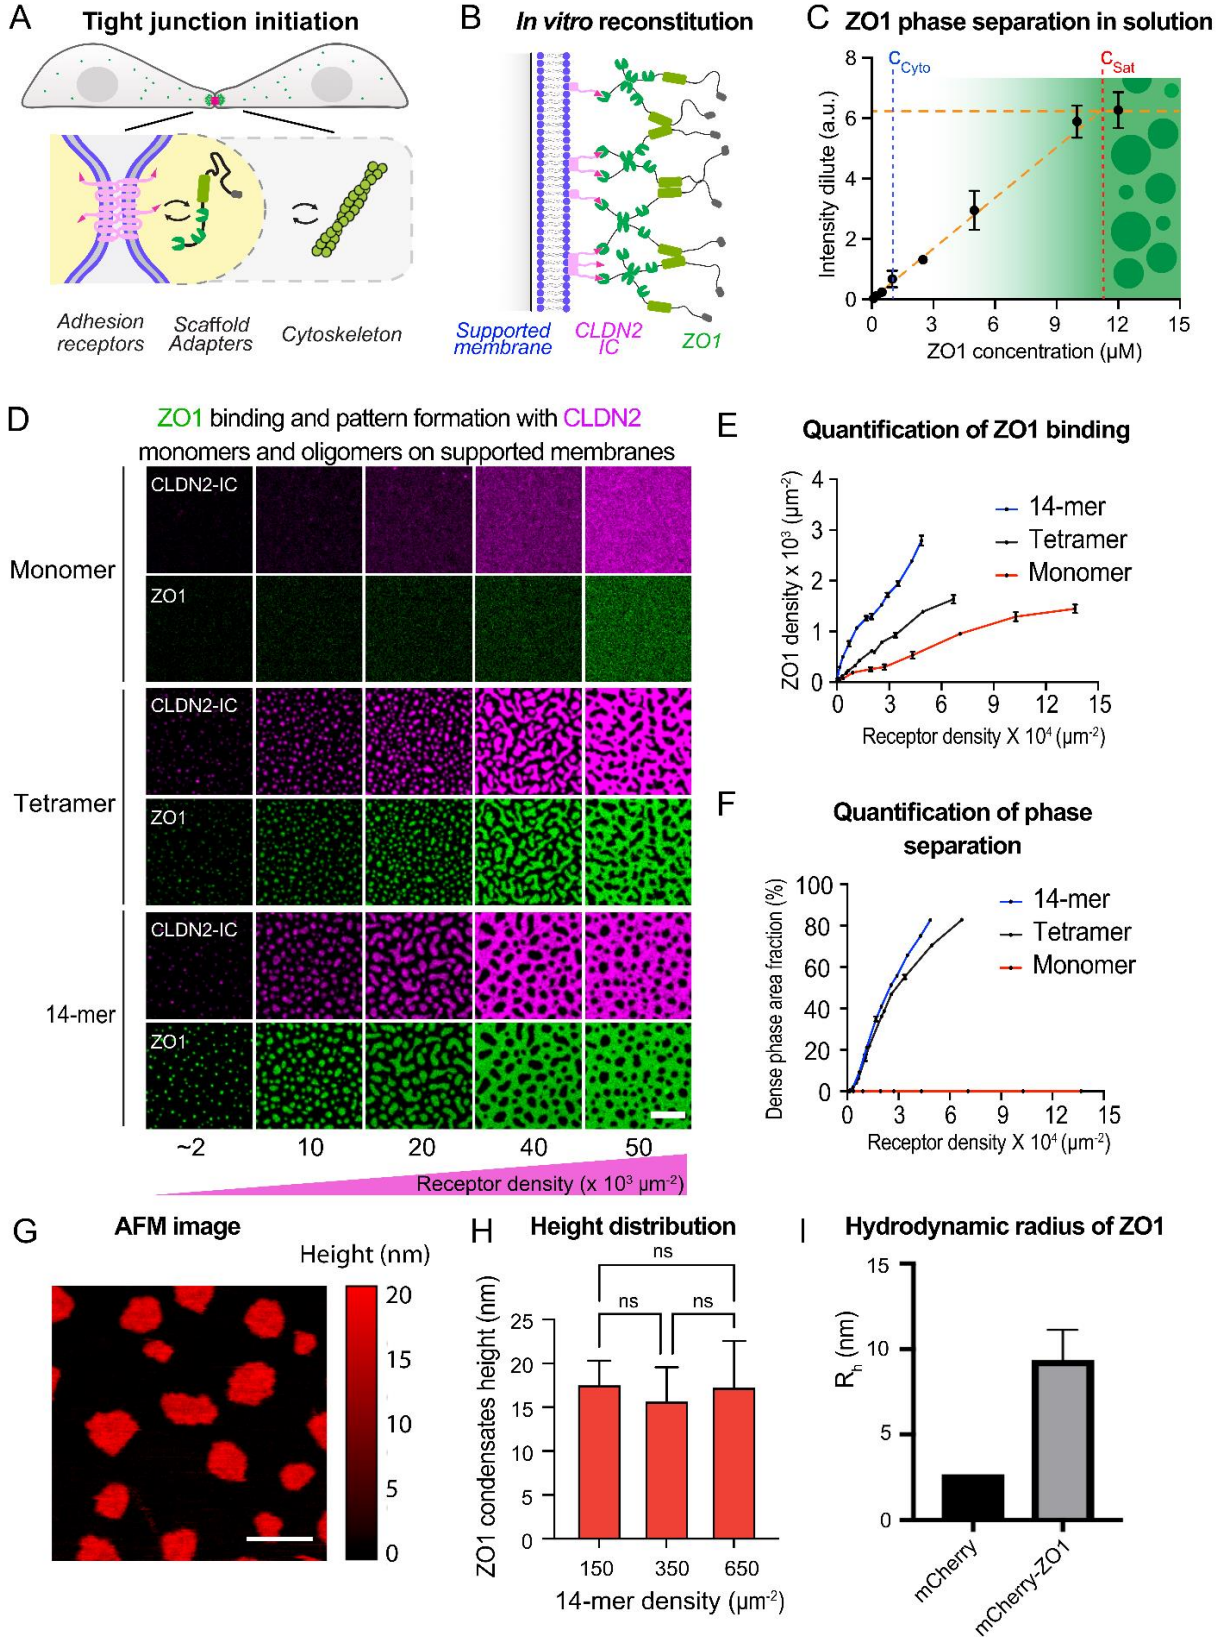 A
Tight junction initiation
Adhesion
receptors
Scaffold
Adapters
Cytoskeleton
B
In vitro reconstitution
Supported
membrane
CLDN2
IC
ZO1
C
ZO1 phase separation in solution
CCyto
CSat
Intensity dilute (a.u.)
8
6
4
2
0
0 3 6 9 12 15
ZO1 concentration (µM)
D
ZO1 binding and pattern formation with CLDN2
monomers and oligomers on supported membranes
Monomer
CLDN2-IC
ZO1
Tetramer
CLDN2-IC
ZO1
14-mer
CLDN2-IC
ZO1
~2 10 20 40 50
Receptor density (x 10³ µm⁻²)
E
Quantification of ZO1 binding
ZO1 density x 10³ (µm⁻²)
4
3
2
1
0
14-mer
Tetramer
Monomer
0 3 6 9 12 15
Receptor density X 10⁴ (µm⁻²)
F
Quantification of phase
separation
Dense phase area fraction (%)
100
80
60
40
20
0
14-mer
Tetramer
Monomer
0 3 6 9 12 15
Receptor density X 10⁴ (µm⁻²)
G
AFM image
Height (nm)
20
15
10
5
0
H
Height distribution
ns
ns ns
ZO1 condensates height (nm)
25
20
15
10
5
0
150 350 650
14-mer density (µm⁻²)
I
Hydrodynamic radius of ZO1
Rh (nm)
15
10
5
0
mCherry
mCherry-ZO1